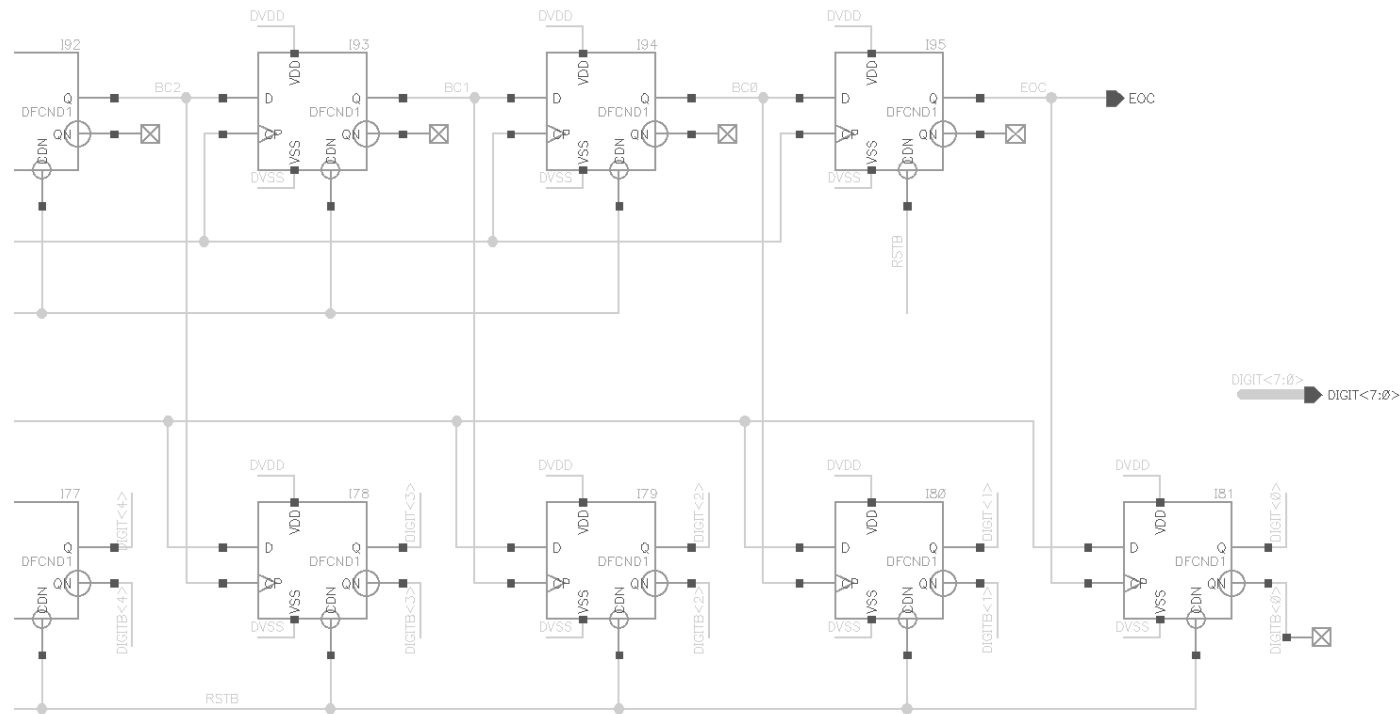 DVDD DVDD DVDD
I92 I93 I94 I95
VDD VDD VDD
Q BC2 D Q BC1 D Q BC0 D Q EOC EOC
DFCND1 DFCND1 DFCND1 DFCND1
QN CP QN CP QN CP QN
CDN VSS CDN VSS CDN VSS CDN
DVSS DVSS DVSS
RSTB
DIGIT<7:0>
DIGIT<7:0>
DVDD DVDD DVDD DVDD
I77 I78 I79 I80 I81
DIGIT<4> VDD DIGIT<3> VDD DIGIT<2> VDD DIGIT<1> VDD DIGIT<0>
Q D Q D Q D Q D Q
DFCND1 DFCND1 DFCND1 DFCND1 DFCND1
QN CP QN CP QN CP QN CP QN
CDN VSS CDN VSS CDN VSS CDN VSS CDN
DIGITB<4> DIGITB<3> DIGITB<2> DIGITB<1> DIGITB<0>
DVSS DVSS DVSS DVSS
RSTB